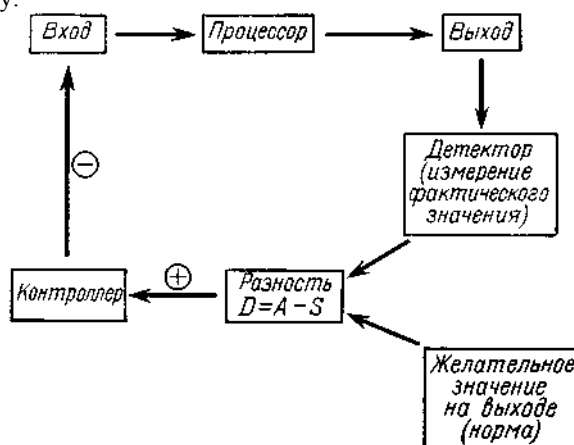 у.
Вход
Процессор
Выход
Детектор
(измерение
фактического
значения)
−
+
Контроллер
Разность
D=A−S
Желательное
значение
на выходе
(норма)